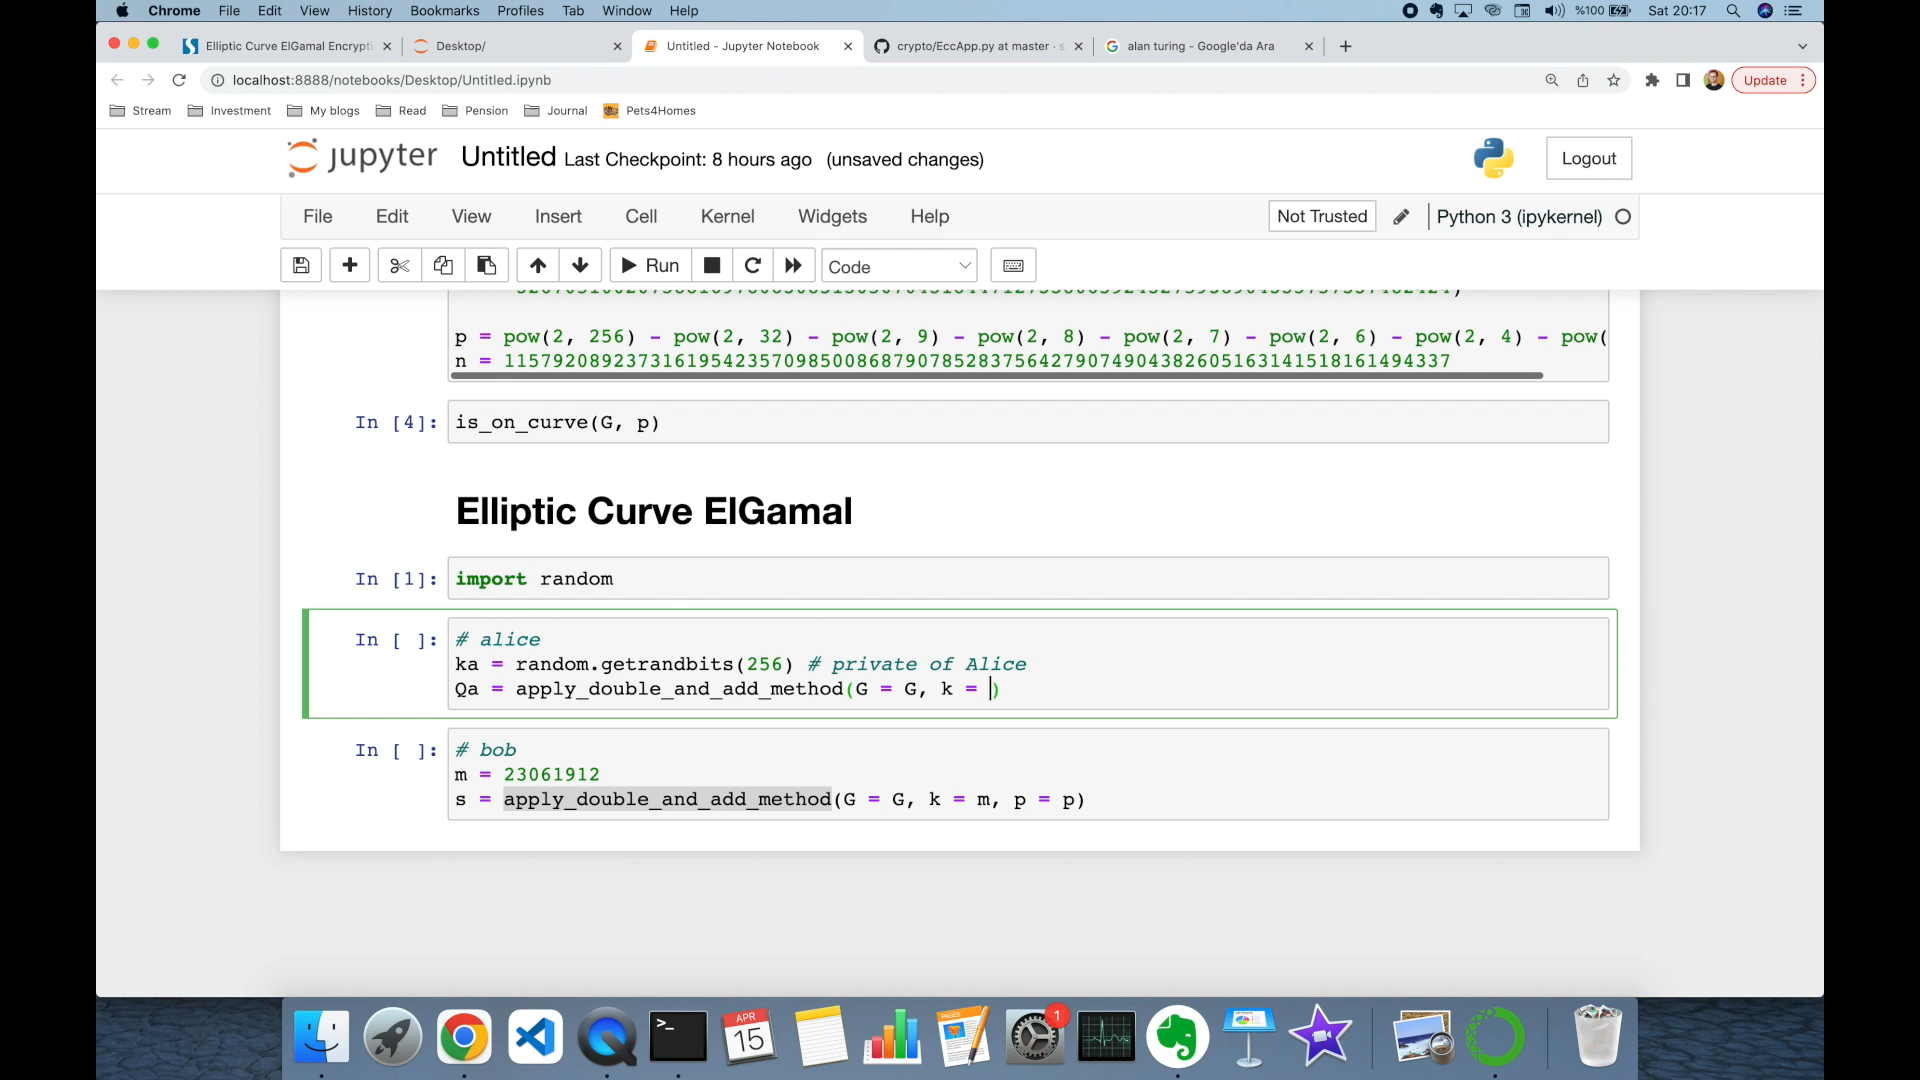 Chrome File Edit View History Bookmarks Profiles Tab Window Help %100 Sat 20:17
Elliptic Curve ElGamal Encrypti Desktop/ Untitled - Jupyter Notebook crypto/EccApp.py at master · s alan turing - Google'da Ara
localhost:8888/notebooks/Desktop/Untitled.ipynb Update
Stream Investment My blogs Read Pension Journal Pets4Homes
jupyter Untitled Last Checkpoint: 8 hours ago (unsaved changes) Logout
File Edit View Insert Cell Kernel Widgets Help Not Trusted Python 3 (ipykernel)
Run Code
p = pow(2, 256) - pow(2, 32) - pow(2, 9) - pow(2, 8) - pow(2, 7) - pow(2, 6) - pow(2, 4) - pow(
n = 115792089237316195423570985008687907852837564279074904382605163141518161494337
In [4]: is_on_curve(G, p)
Elliptic Curve ElGamal
In [1]: import random
In [ ]: # alice
ka = random.getrandbits(256) # private of Alice
Qa = apply_double_and_add_method(G = G, k = )
In [ ]: # bob
m = 23061912
s = apply_double_and_add_method(G = G, k = m, p = p)
APR
15
PAGES
1